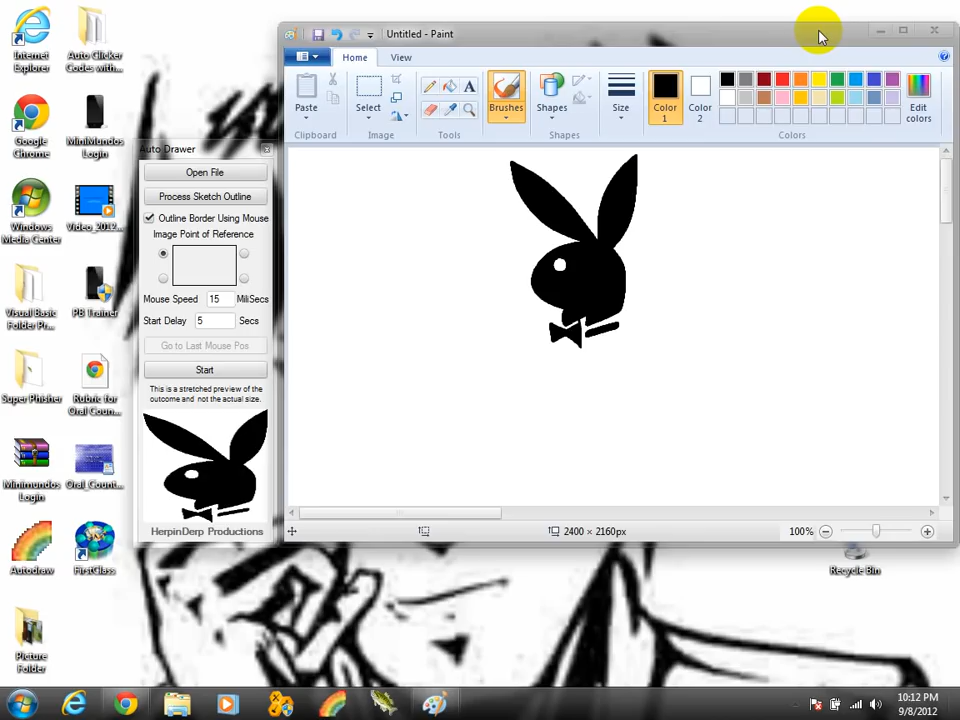 Untitled - Paint
Home
View
Paste
Select
Brushes
Shapes
Size
Color 1
Color 2
Edit colors
Clipboard
Image
Tools
Shapes
Colors
Internet Explorer
Auto Clicker Codes with...
Google Chrome
MiniMundos Login
Windows Media Center
Video_2012...
Visual Basic Folder Pr...
PB Trainer
Super Phisher
Rubric for Oral Coun...
Minimundos Login
Oral_Count...
Autodraw
FirstClass
Picture Folder
Auto Drawer
Open File
Process Sketch Outline
Outline Border Using Mouse
Image Point of Reference
Mouse Speed 15 MiliSecs
Start Delay 5 Secs
Go to Last Mouse Pos
Start
This is a stretched preview of the
outcome and not the actual size.
HerpinDerp Productions
2400 × 2160px
100%
Recycle Bin
10:12 PM
9/8/2012